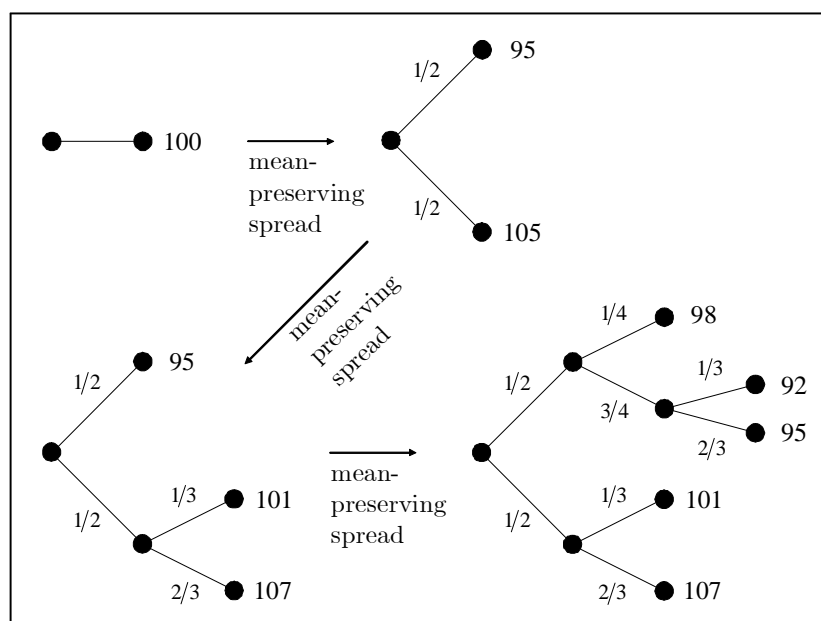 100
mean-
preserving
spread
1/2
95
1/2
105
mean-
preserving
spread
1/2
95
1/2
1/3
101
2/3
107
mean-
preserving
spread
1/2
1/4
98
3/4
1/3
92
2/3
95
1/2
1/3
101
2/3
107